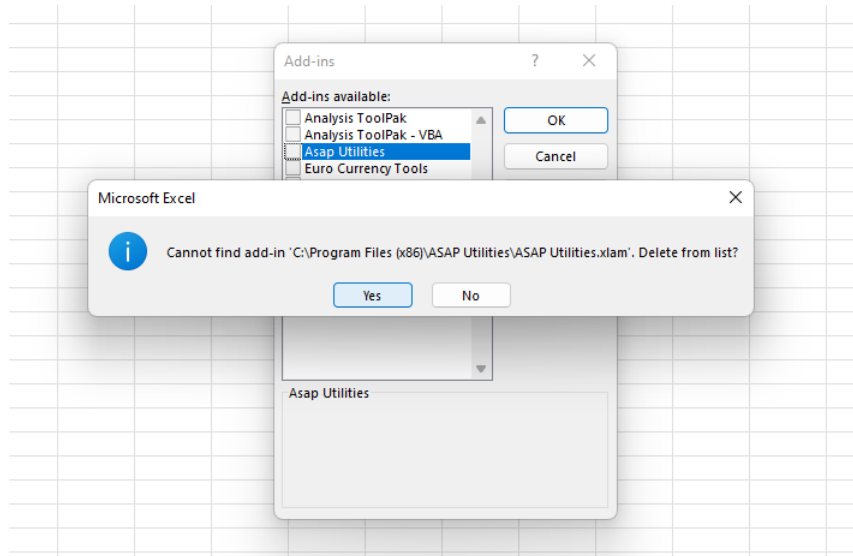 Add-ins ?
Add-ins available:
Analysis ToolPak
Analysis ToolPak - VBA
Asap Utilities
Euro Currency Tools
OK
Cancel
Microsoft Excel
Cannot find add-in 'C:\Program Files (x86)\ASAP Utilities\ASAP Utilities.xlam'. Delete from list?
Yes No
Asap Utilities